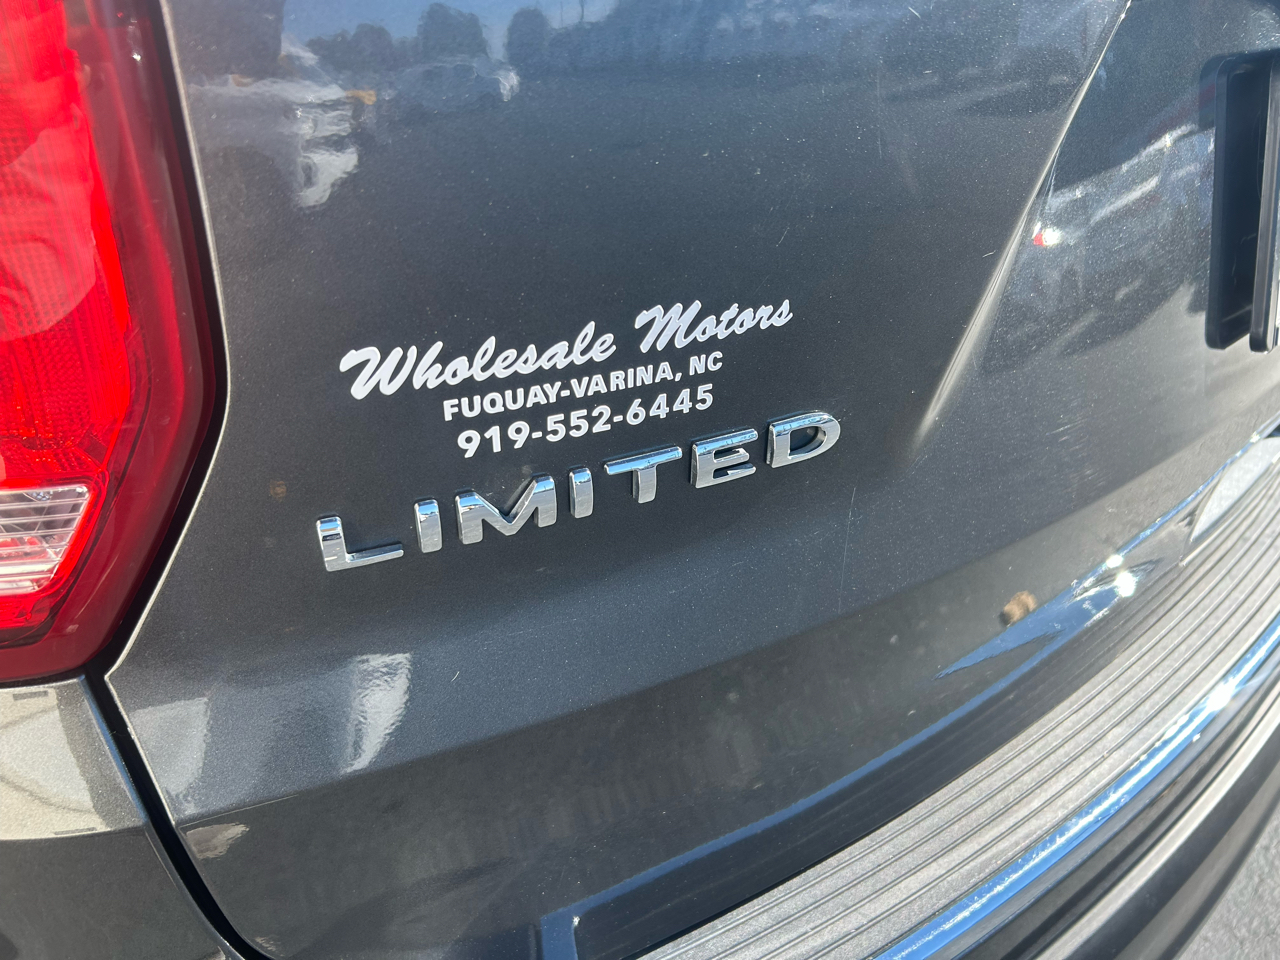 Wholesale Motors
FUQUAY-VARINA, NC
919-552-6445
LIMITED